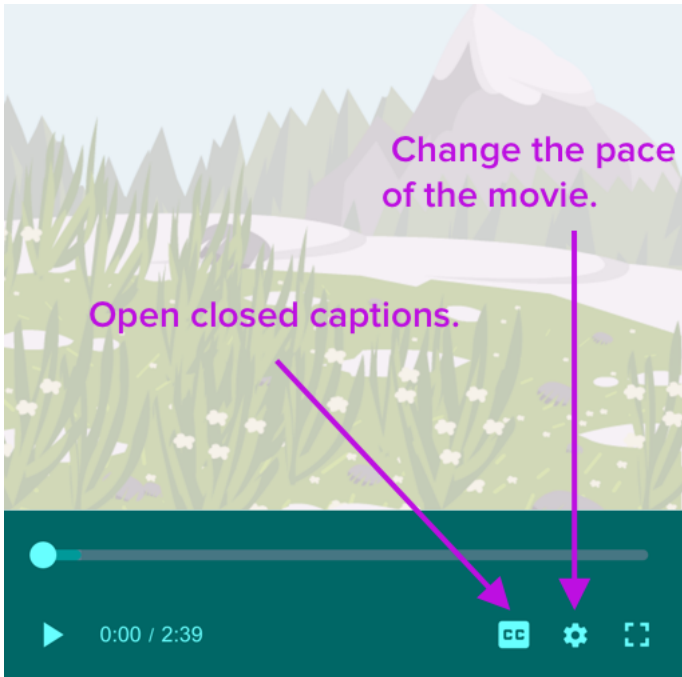 Change the pace
of the movie.
Open closed captions.
0:00 / 2:39
CC